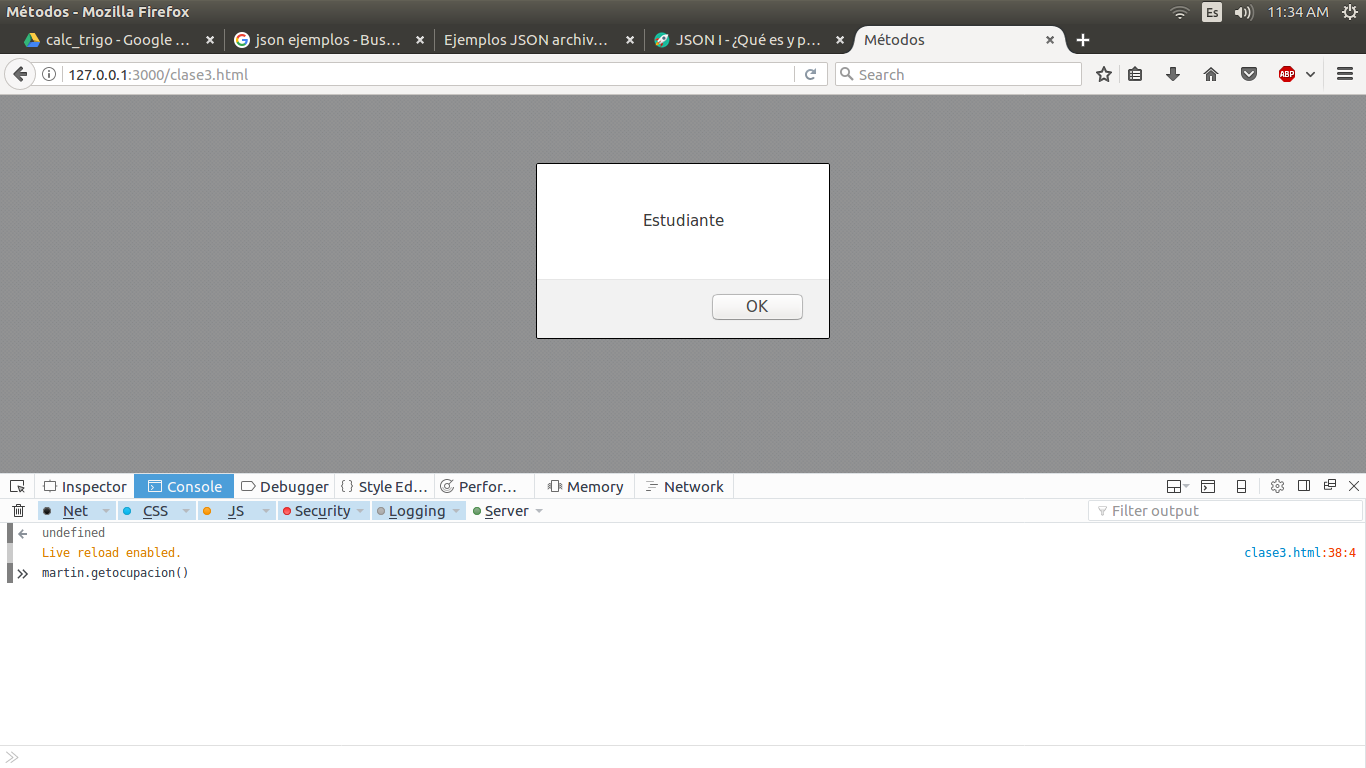 Métodos - Mozilla Firefox
Es
11:34 AM
calc_trigo - Google ...
json ejemplos - Bus...
Ejemplos JSON archiv...
JSON I - ¿Qué es y p...
Métodos
127.0.0.1:3000/clase3.html
Search
ABP
Estudiante
OK
Inspector
Console
Debugger
{ } Style Ed...
Perfor...
Memory
Network
Net
CSS
JS
Security
Logging
Server
Filter output
undefined
Live reload enabled.
clase3.html:38:4
martin.getocupacion()